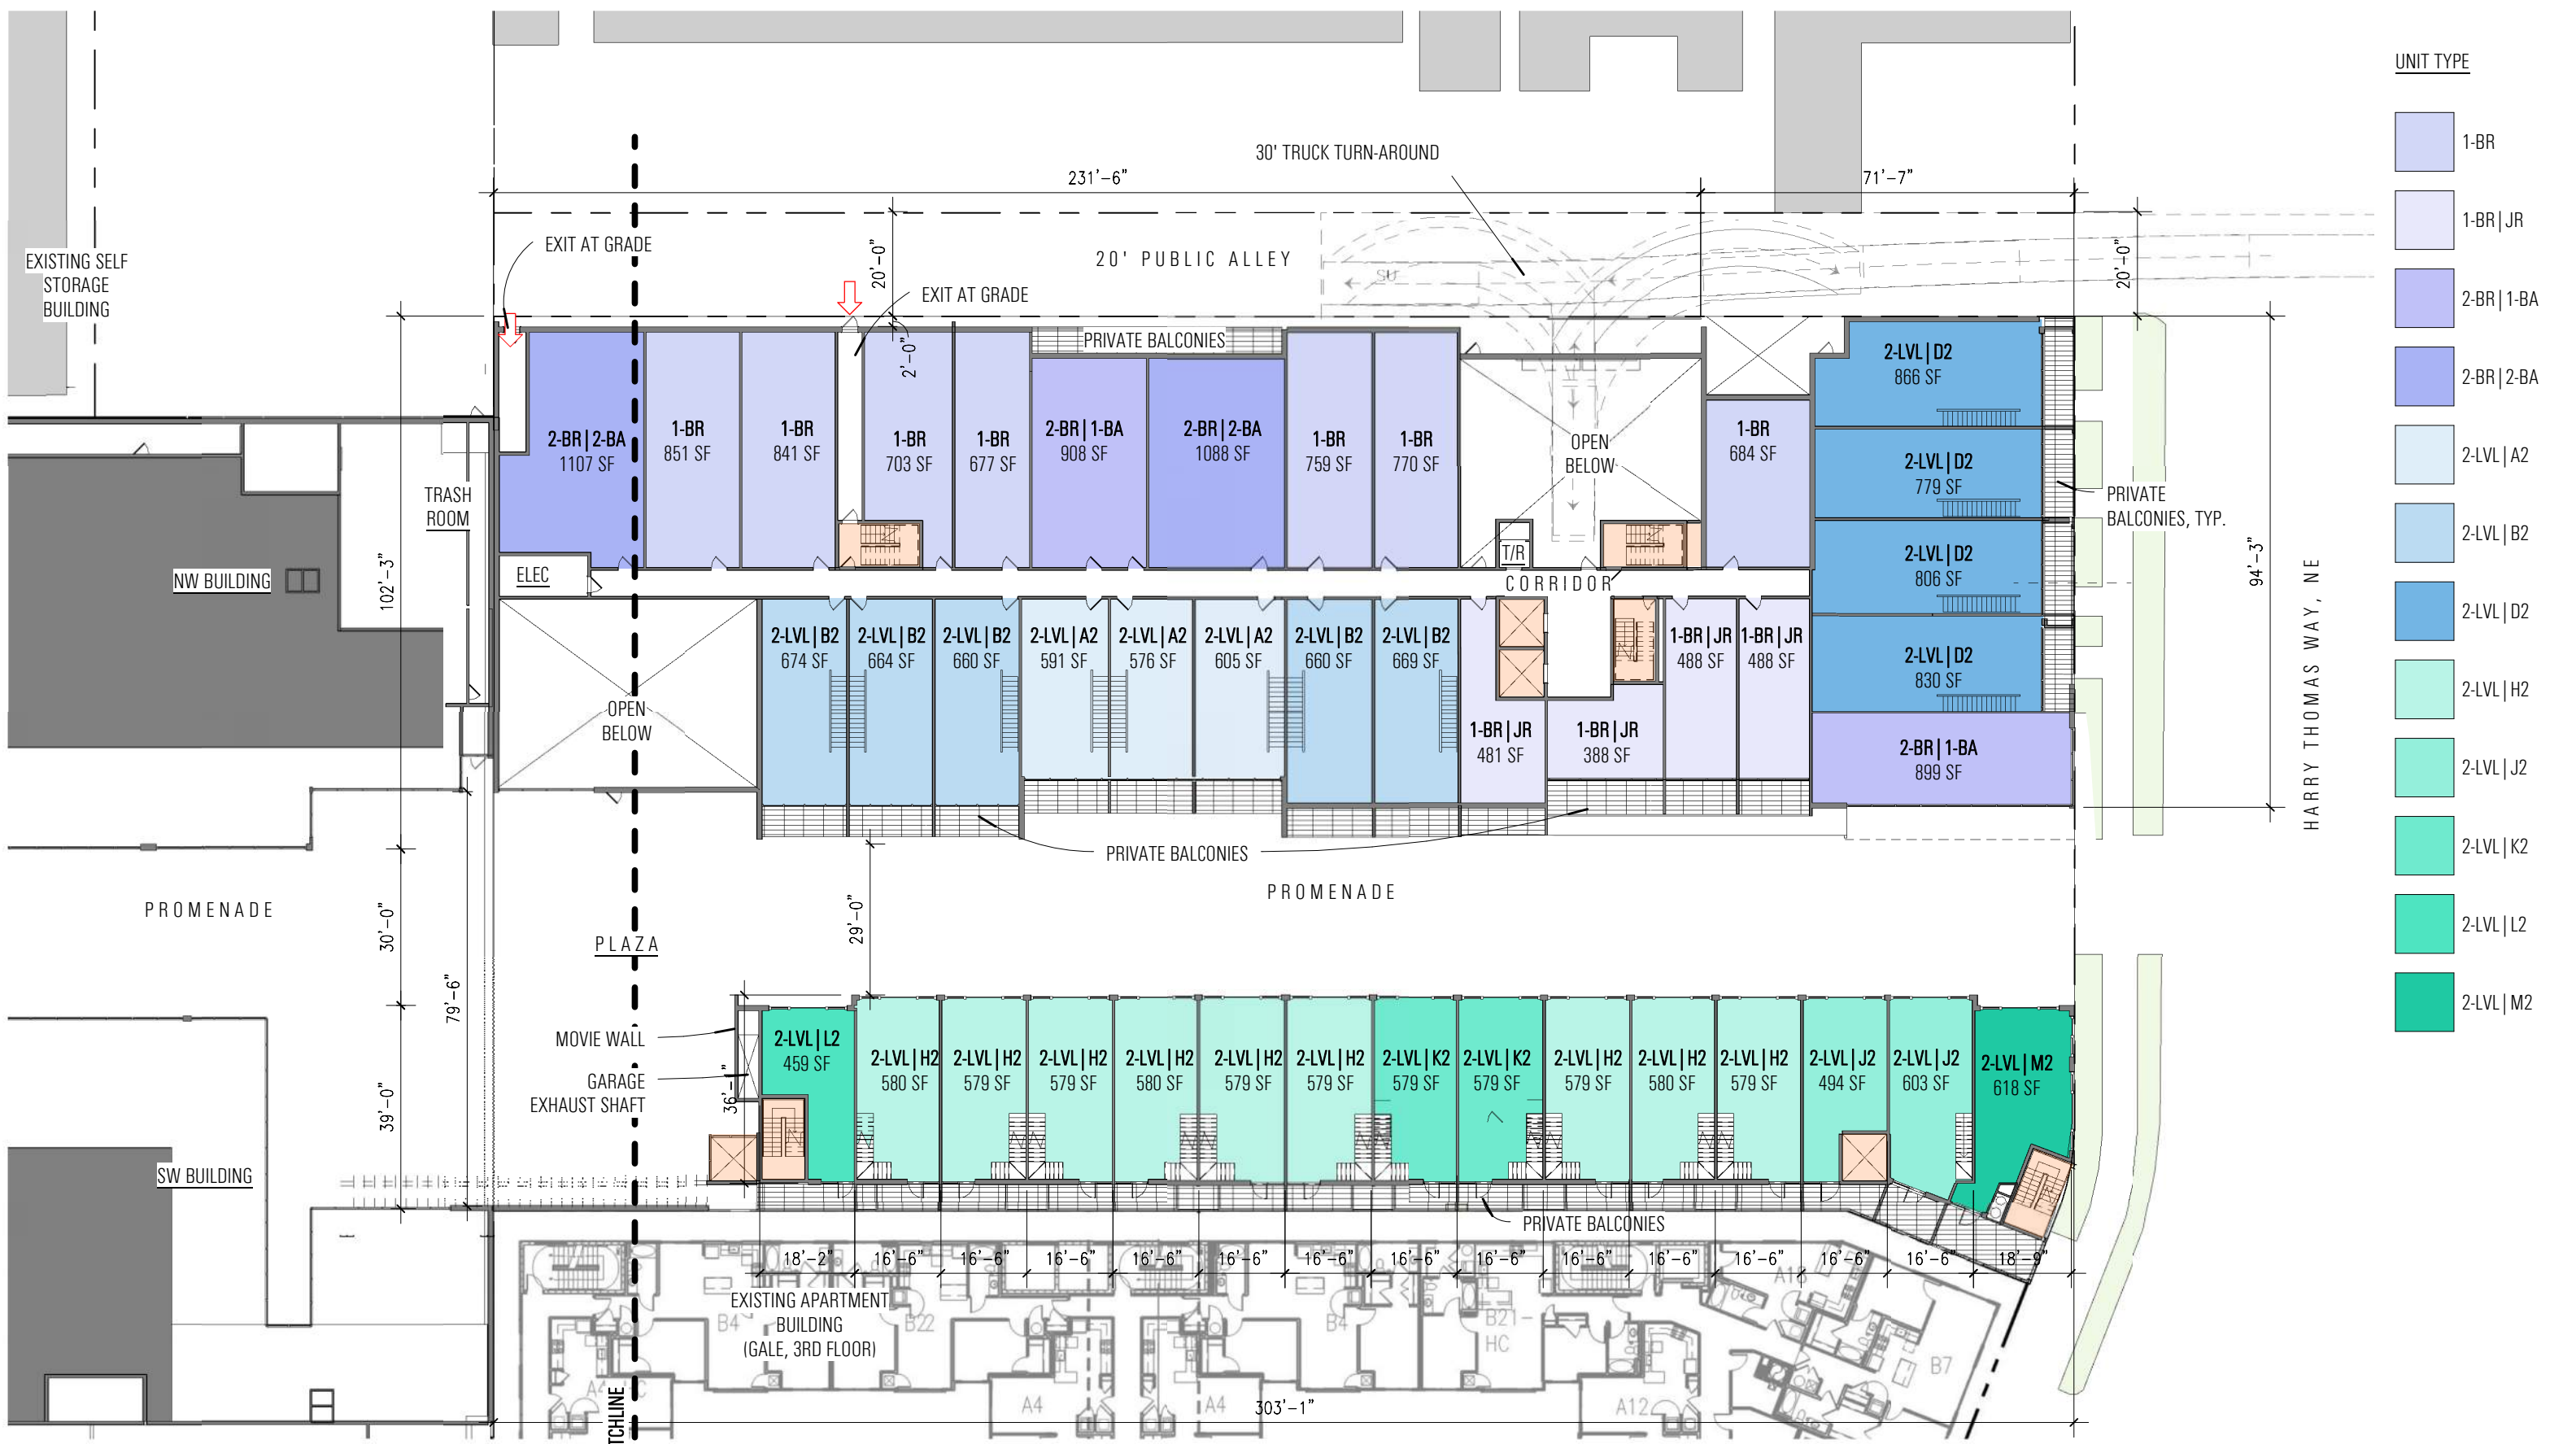 UNIT TYPE
1-BR
1-BR|JR
2-BR|1-BA
2-BR|2-BA
2-LVL|A2
2-LVL|B2
2-LVL|D2
2-LVL|H2
2-LVL|J2
2-LVL|K2
2-LVL|L2
2-LVL|M2
30' TRUCK TURN-AROUND
231'-6"
71'-7"
EXIT AT GRADE
20'-0"
20' PUBLIC ALLEY
SU
20'-0"
EXISTING SELF
STORAGE
BUILDING
EXIT AT GRADE
2'-0"
PRIVATE BALCONIES
2-BR|2-BA
1107 SF
1-BR
851 SF
1-BR
841 SF
1-BR
703 SF
1-BR
677 SF
2-BR|1-BA
908 SF
2-BR|2-BA
1088 SF
1-BR
759 SF
1-BR
770 SF
OPEN
BELOW
1-BR
684 SF
2-LVL|D2
866 SF
2-LVL|D2
779 SF
2-LVL|D2
806 SF
2-LVL|D2
830 SF
2-BR|1-BA
899 SF
PRIVATE
BALCONIES, TYP.
TRASH
ROOM
NW BUILDING
102'-3"
ELEC
T/R
CORRIDOR
94'-3"
HARRY THOMAS WAY, NE
OPEN
BELOW
2-LVL|B2
674 SF
2-LVL|B2
664 SF
2-LVL|B2
660 SF
2-LVL|A2
591 SF
2-LVL|A2
576 SF
2-LVL|A2
605 SF
2-LVL|B2
660 SF
2-LVL|B2
669 SF
1-BR|JR
481 SF
1-BR|JR
388 SF
1-BR|JR
488 SF
1-BR|JR
488 SF
PRIVATE BALCONIES
PROMENADE
PROMENADE
30'-0"
29'-0"
PLAZA
79'-6"
MOVIE WALL
GARAGE
EXHAUST SHAFT
39'-0"
SW BUILDING
2-LVL|L2
459 SF
2-LVL|H2
580 SF
2-LVL|H2
579 SF
2-LVL|H2
579 SF
2-LVL|H2
580 SF
2-LVL|H2
579 SF
2-LVL|H2
579 SF
2-LVL|K2
579 SF
2-LVL|K2
579 SF
2-LVL|H2
579 SF
2-LVL|H2
580 SF
2-LVL|H2
579 SF
2-LVL|J2
494 SF
2-LVL|J2
603 SF
2-LVL|M2
618 SF
PRIVATE BALCONIES
18'-2"
16'-6"
16'-6"
16'-6"
16'-6"
16'-6"
16'-6"
16'-6"
16'-6"
16'-6"
16'-6"
16'-6"
16'-6"
16'-6"
18'-9"
EXISTING APARTMENT
BUILDING
(GALE, 3RD FLOOR)
B4
B22
B4
B21-
HC
A18
B7
A4
A4
A12
303'-1"
TCHLINE